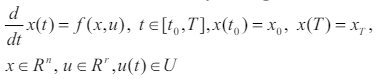 d/dt x(t) = f(x,u), t∈[t₀,T], x(t₀) = x₀, x(T) = x_T,
x∈Rⁿ, u∈Rʳ, u(t)∈U